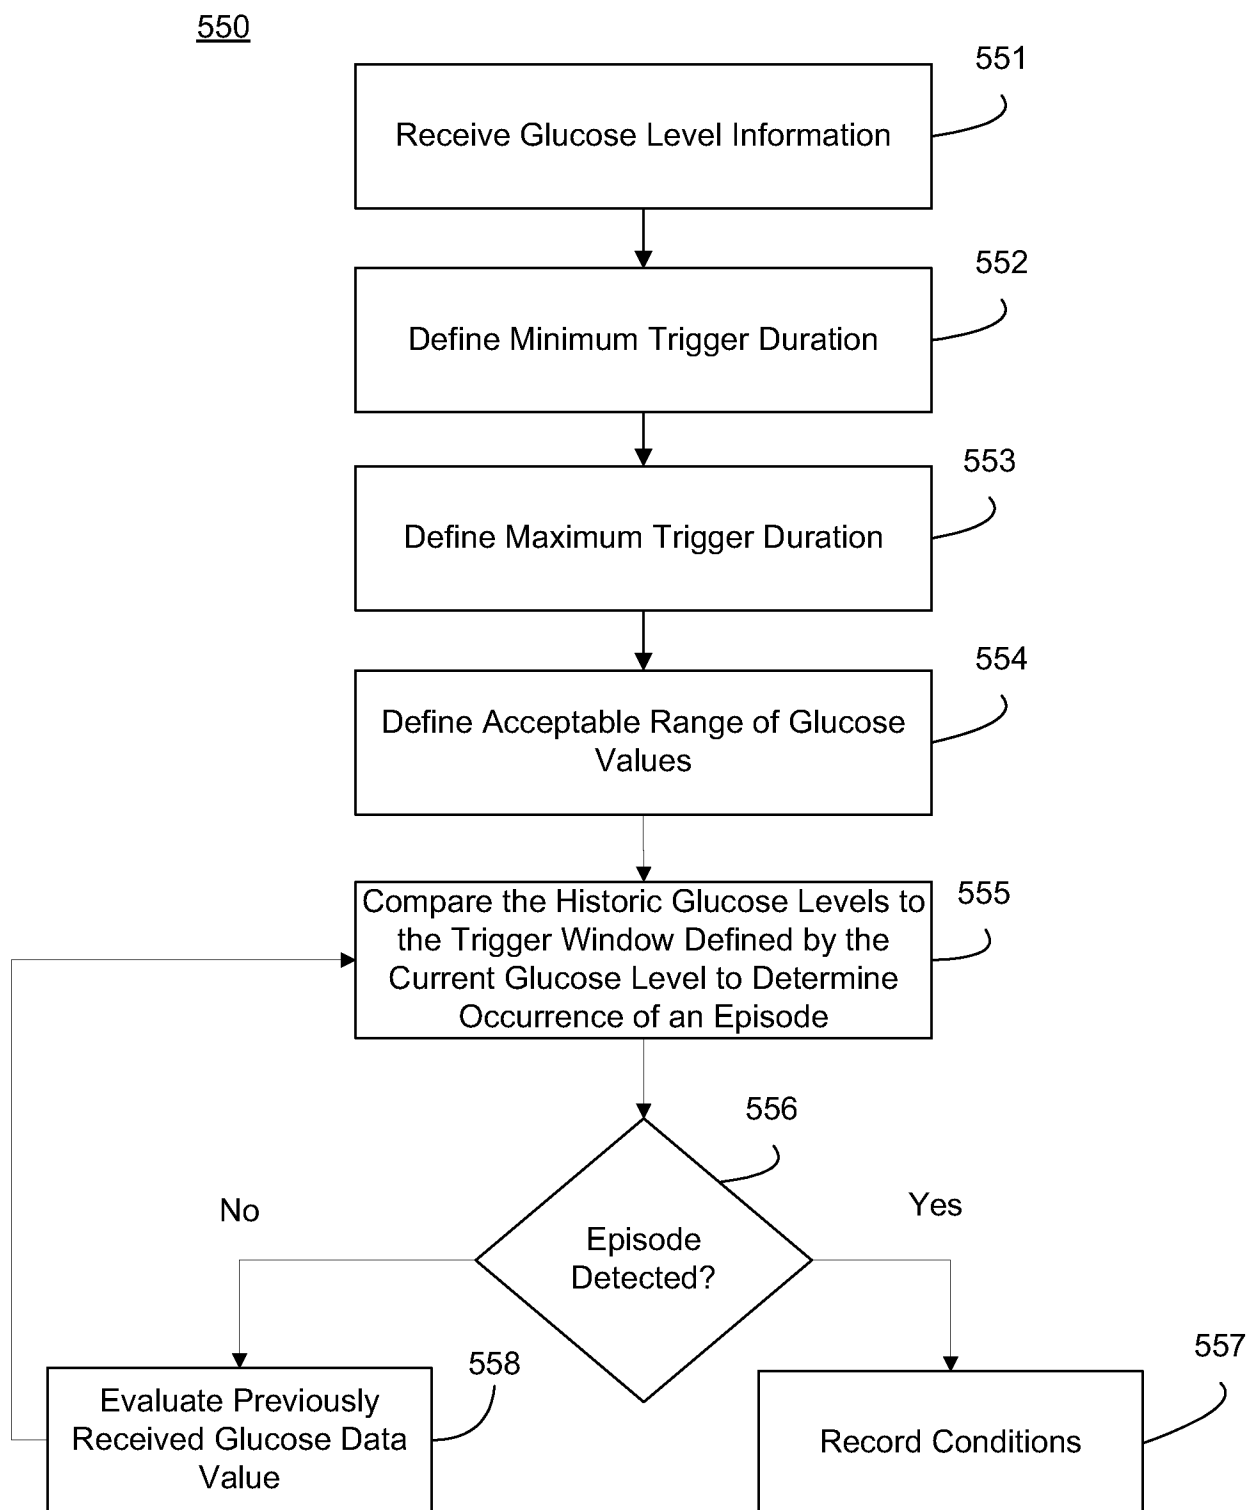 550
551
Receive Glucose Level Information
552
Define Minimum Trigger Duration
553
Define Maximum Trigger Duration
554
Define Acceptable Range of Glucose
Values
555
Compare the Historic Glucose Levels to
the Trigger Window Defined by the
Current Glucose Level to Determine
Occurrence of an Episode
556
No
Yes
Episode
Detected?
558
Evaluate Previously
Received Glucose Data
Value
557
Record Conditions